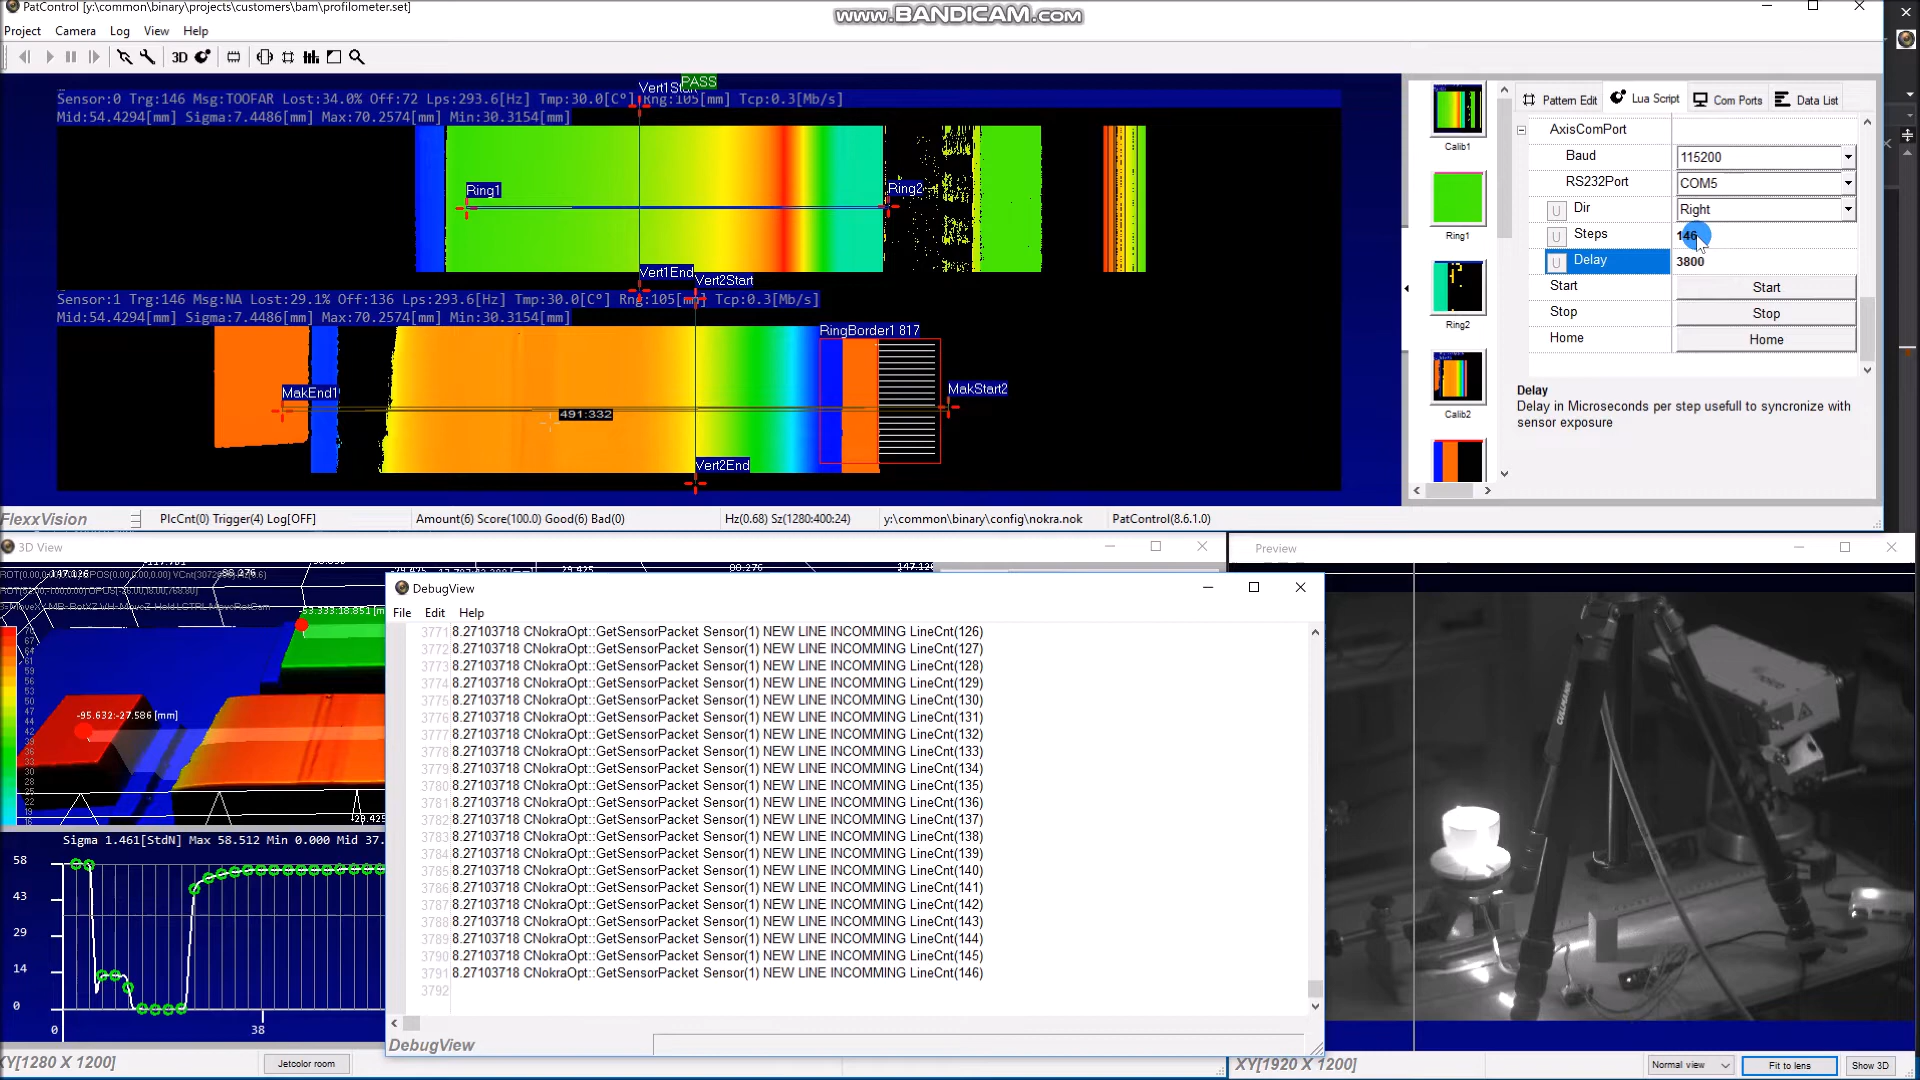 PatControl [y:\common\binary\projects\customers\bam\profilometer.set]
www.BANDICAM.com
Project Camera Log View Help
3D
PASS
Vert1Start
Sensor:0 Trg:146 Msg:TOOFAR Lost:34.0% Off:72 Lps:293.6[Hz] Tmp:30.0[C°] Rng:105[mm] Tcp:0.3[Mb/s]
Mid:54.4294[mm] Sigma:7.4486[mm] Max:70.2574[mm] Min:30.3154[mm]
Ring1
Ring2
Vert1End
Vert2Start
Sensor:1 Trg:146 Msg:NA Lost:29.1% Off:136 Lps:293.6[Hz] Tmp:30.0[C°] Rng:105[mm] Tcp:0.3[Mb/s]
Mid:54.4294[mm] Sigma:7.4486[mm] Max:70.2574[mm] Min:30.3154[mm]
RingBorder1 817
MakEnd1
MakStart2
491:332
Vert2End
Calib1
Ring1
Ring2
Calib2
Pattern Edit Lua Script Com Ports Data List
AxisComPort
Baud 115200
RS232Port COM5
Dir Right
Steps 146
Delay 3800
Start Start
Stop Stop
Home Home
Delay
Delay in Microseconds per step usefull to syncronize with
sensor exposure
FlexxVision PlcCnt(0) Trigger(4) Log[OFF] Amount(6) Score(100.0) Good(6) Bad(0) Hz(0.68) Sz(1280:400:24) y:\common\binary\config\nokra.nok PatControl(8.6.1.0)
3D View
88.276
-95.632:-27.586 [mm]
Sigma 1.461[StdN] Max 58.512 Min 0.000 Mid 37.
58
43
29
14
0
0 38
XY[1280 X 1200] Jetcolor room
DebugView
File Edit Help
3771 8.27103718 CNokraOpt::GetSensorPacket Sensor(1) NEW LINE INCOMMING LineCnt(126)
3772 8.27103718 CNokraOpt::GetSensorPacket Sensor(1) NEW LINE INCOMMING LineCnt(127)
3773 8.27103718 CNokraOpt::GetSensorPacket Sensor(1) NEW LINE INCOMMING LineCnt(128)
3774 8.27103718 CNokraOpt::GetSensorPacket Sensor(1) NEW LINE INCOMMING LineCnt(129)
3775 8.27103718 CNokraOpt::GetSensorPacket Sensor(1) NEW LINE INCOMMING LineCnt(130)
3776 8.27103718 CNokraOpt::GetSensorPacket Sensor(1) NEW LINE INCOMMING LineCnt(131)
3777 8.27103718 CNokraOpt::GetSensorPacket Sensor(1) NEW LINE INCOMMING LineCnt(132)
3778 8.27103718 CNokraOpt::GetSensorPacket Sensor(1) NEW LINE INCOMMING LineCnt(133)
3779 8.27103718 CNokraOpt::GetSensorPacket Sensor(1) NEW LINE INCOMMING LineCnt(134)
3780 8.27103718 CNokraOpt::GetSensorPacket Sensor(1) NEW LINE INCOMMING LineCnt(135)
3781 8.27103718 CNokraOpt::GetSensorPacket Sensor(1) NEW LINE INCOMMING LineCnt(136)
3782 8.27103718 CNokraOpt::GetSensorPacket Sensor(1) NEW LINE INCOMMING LineCnt(137)
3783 8.27103718 CNokraOpt::GetSensorPacket Sensor(1) NEW LINE INCOMMING LineCnt(138)
3784 8.27103718 CNokraOpt::GetSensorPacket Sensor(1) NEW LINE INCOMMING LineCnt(139)
3785 8.27103718 CNokraOpt::GetSensorPacket Sensor(1) NEW LINE INCOMMING LineCnt(140)
3786 8.27103718 CNokraOpt::GetSensorPacket Sensor(1) NEW LINE INCOMMING LineCnt(141)
3787 8.27103718 CNokraOpt::GetSensorPacket Sensor(1) NEW LINE INCOMMING LineCnt(142)
3788 8.27103718 CNokraOpt::GetSensorPacket Sensor(1) NEW LINE INCOMMING LineCnt(143)
3789 8.27103718 CNokraOpt::GetSensorPacket Sensor(1) NEW LINE INCOMMING LineCnt(144)
3790 8.27103718 CNokraOpt::GetSensorPacket Sensor(1) NEW LINE INCOMMING LineCnt(145)
3791 8.27103718 CNokraOpt::GetSensorPacket Sensor(1) NEW LINE INCOMMING LineCnt(146)
3792
DebugView
Preview
CULLMANN
XY[1920 X 1200] Normal view Fit to lens Show 3D